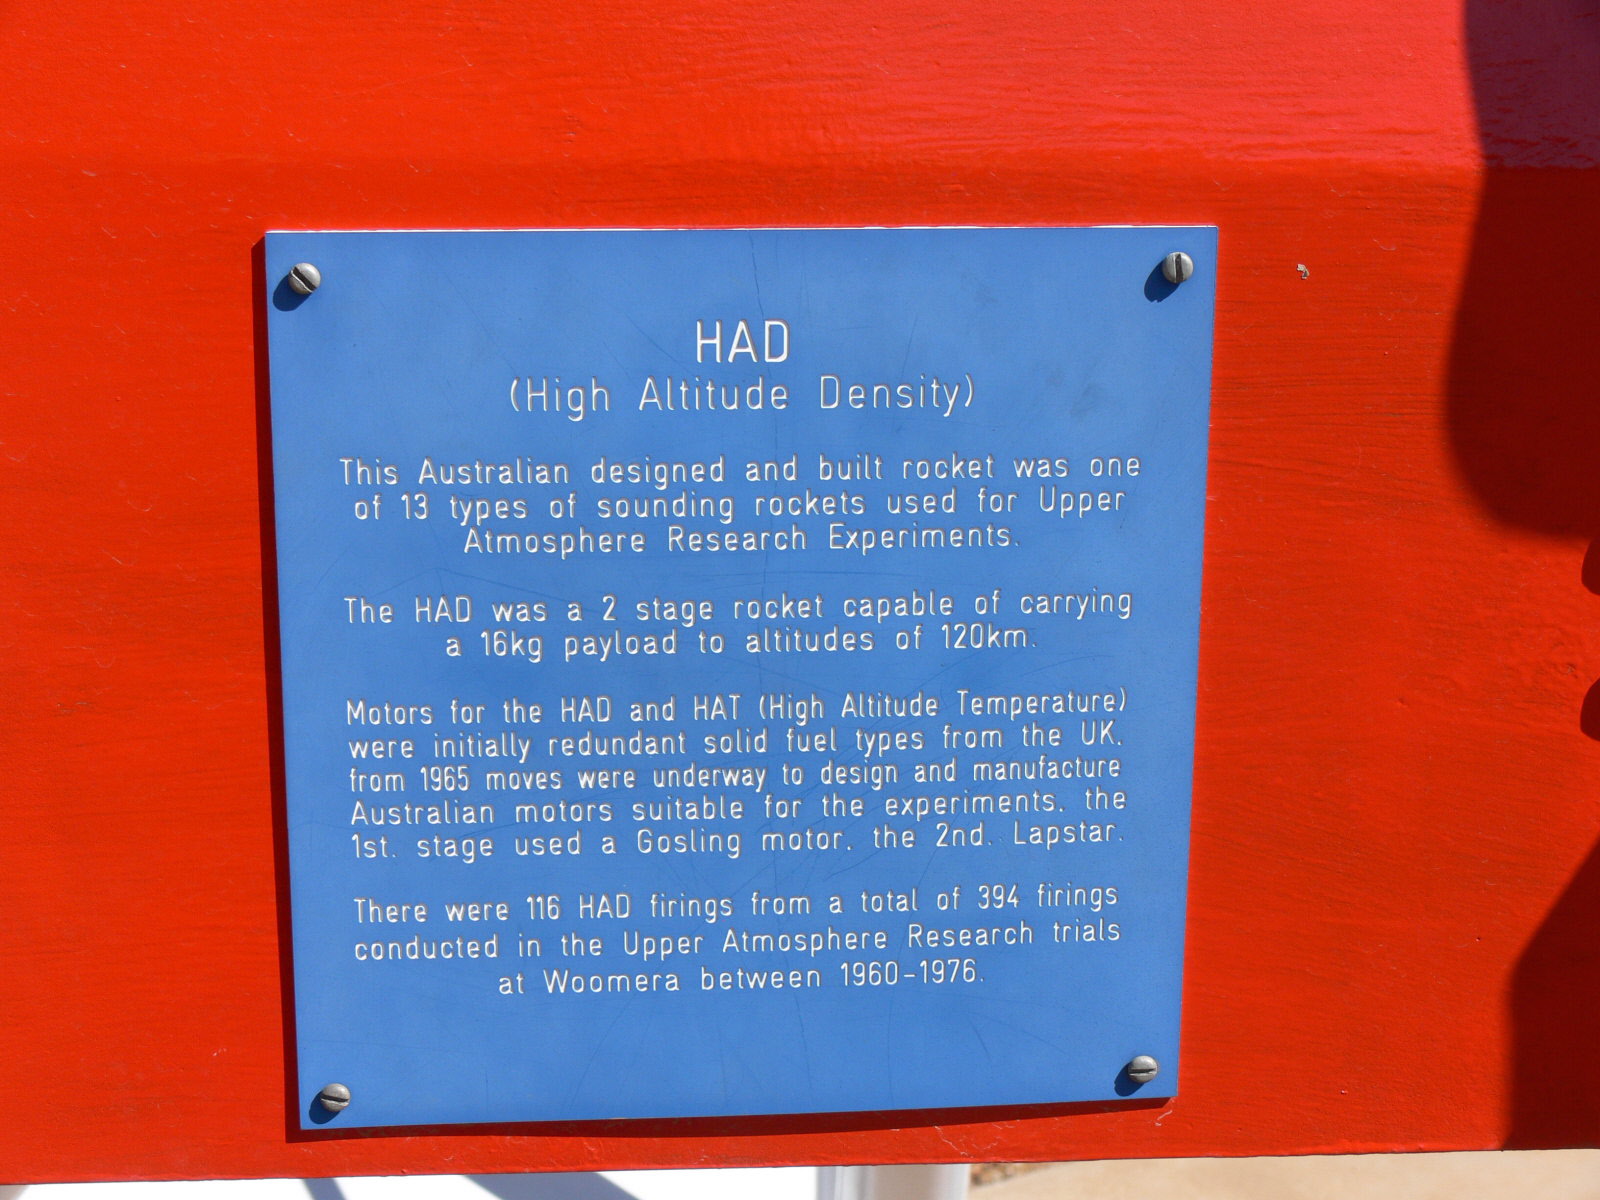 HAD
(High Altitude Density)
This Australian designed and built rocket was one
of 13 types of sounding rockets used for Upper
Atmosphere Research Experiments.
The HAD was a 2 stage rocket capable of carrying
a 16kg payload to altitudes of 120km.
Motors for the HAD and HAT (High Altitude Temperature)
were initially redundant solid fuel types from the UK,
from 1965 moves were underway to design and manufacture
Australian motors suitable for the experiments, the
1st. stage used a Gosling motor, the 2nd. Lapstar.
There were 116 HAD firings from a total of 394 firings
conducted in the Upper Atmosphere Research trials
at Woomera between 1960-1976.